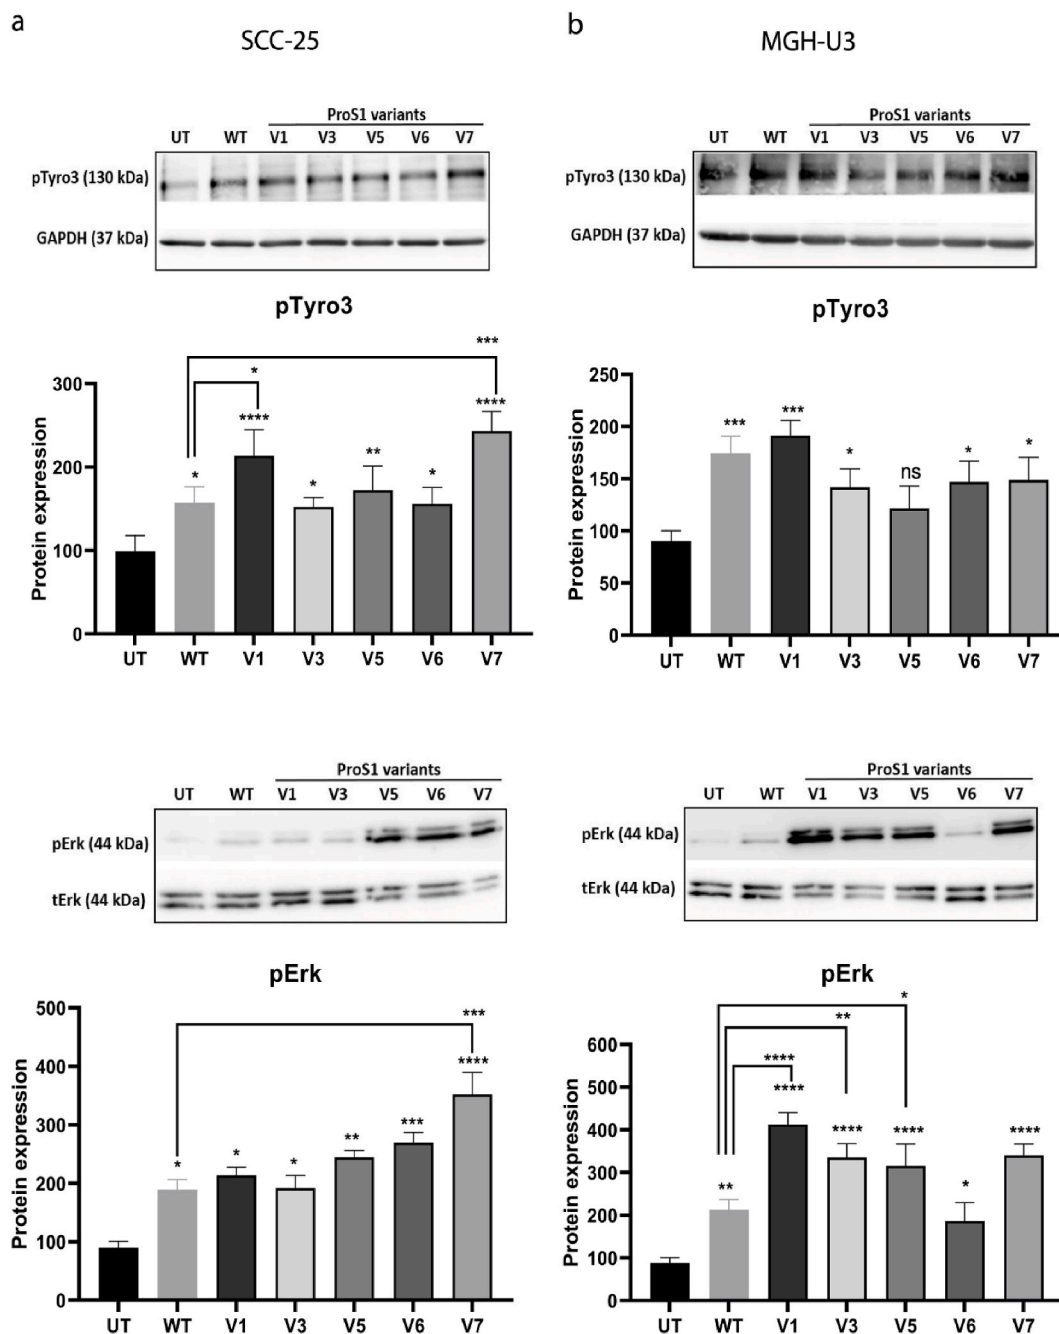 a
SCC-25
ProS1 variants
UT WT V1 V3 V5 V6 V7
pTyro3 (130 kDa)
GAPDH (37 kDa)
pTyro3
***
*
300
****
****
*
*
**
*
200
100
0
Protein expression
UT WT V1 V3 V5 V6 V7
ProS1 variants
UT WT V1 V3 V5 V6 V7
pErk (44 kDa)
tErk (44 kDa)
pErk
500
***
400
****
300
*
*
*
**
***
200
100
0
Protein expression
UT WT V1 V3 V5 V6 V7
b
MGH-U3
ProS1 variants
UT WT V1 V3 V5 V6 V7
pTyro3 (130 kDa)
GAPDH (37 kDa)
pTyro3
250
200
***
***
*
ns
*
*
150
100
50
0
Protein expression
UT WT V1 V3 V5 V6 V7
ProS1 variants
UT WT V1 V3 V5 V6 V7
pErk (44 kDa)
tErk (44 kDa)
pErk
*
**
600
****
500
****
400
**
****
****
*
****
300
200
100
0
Protein expression
UT WT V1 V3 V5 V6 V7